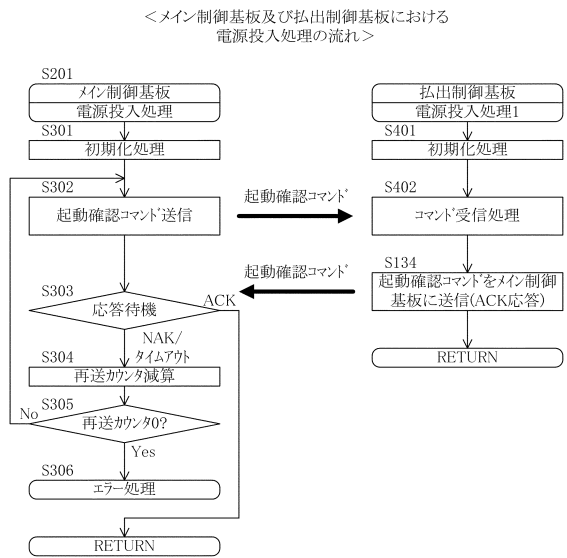 ＜メイン制御基板及び払出制御基板における
電源投入処理の流れ＞
S201
メイン制御基板
電源投入処理
S301
初期化処理
S302
起動確認コマンド送信
S303
応答待機
ACK
NAK/
タイムアウト
S304
再送カウンタ減算
S305
再送カウンタ0?
No
Yes
S306
エラー処理
RETURN
起動確認コマンド
起動確認コマンド
払出制御基板
電源投入処理1
S401
初期化処理
S402
コマンド受信処理
S134
起動確認コマンドをメイン制御
基板に送信(ACK応答)
RETURN